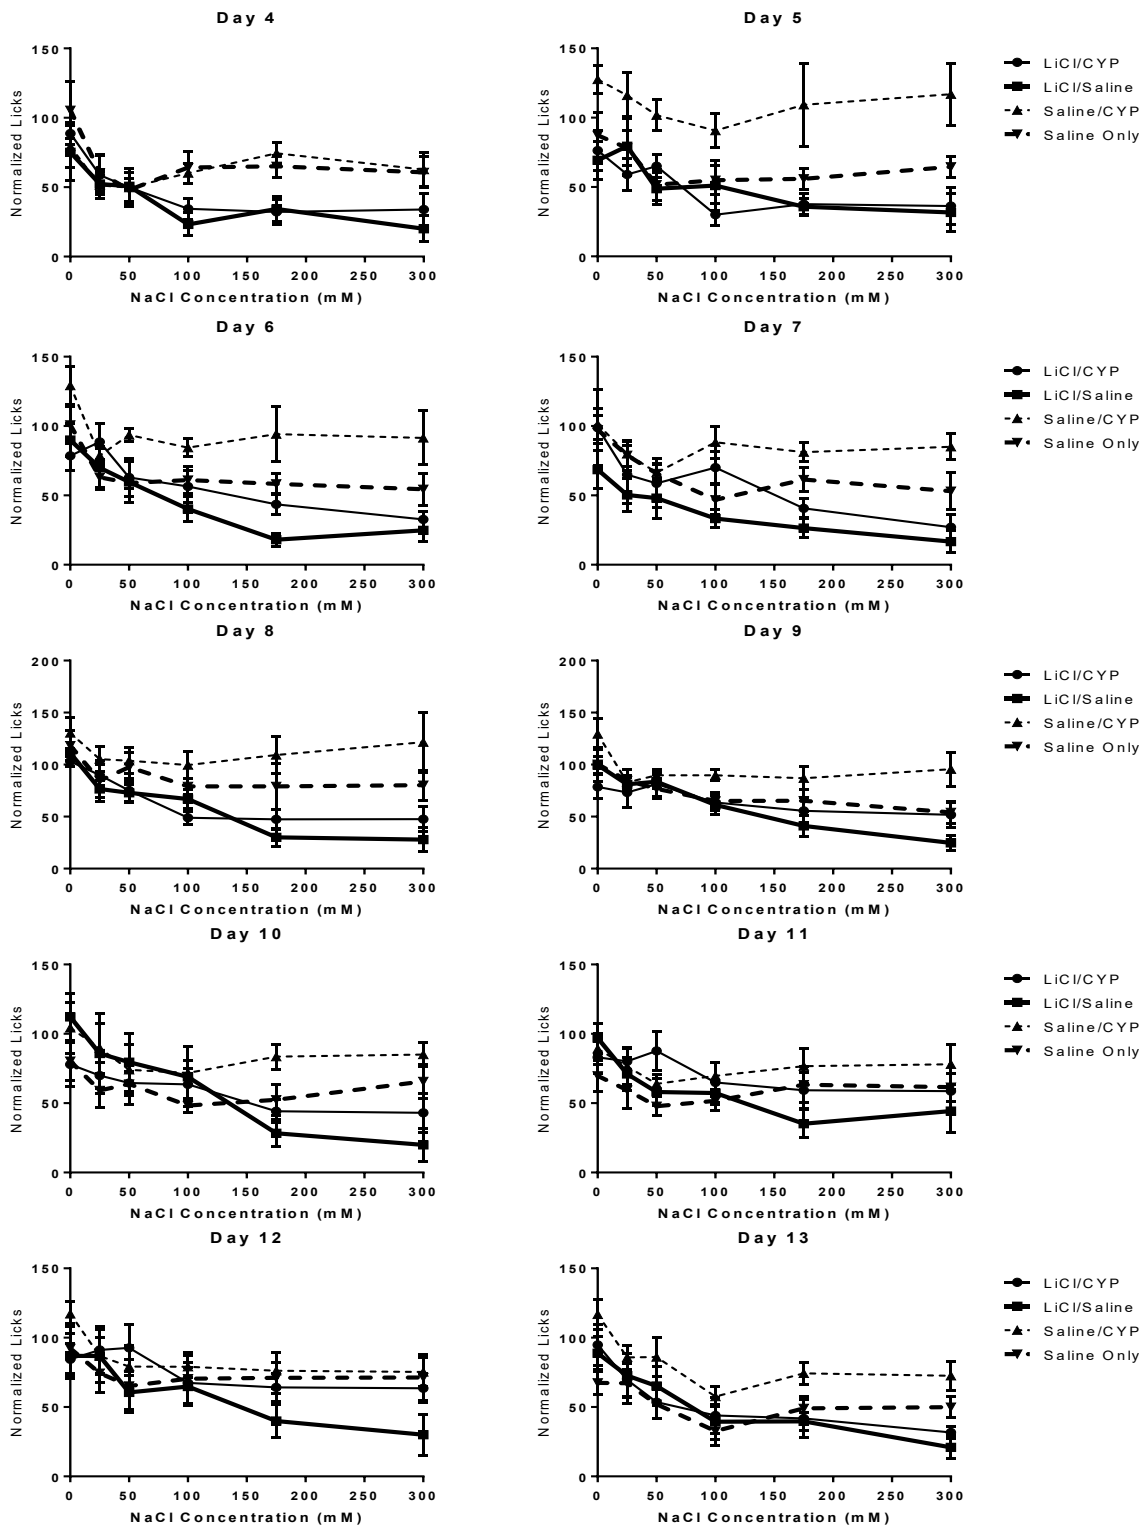 Day 4
Day 5
150
100
50
0
Normalized Licks
0 50 100 150 200 250 300
NaCl Concentration (mM)
150
100
50
0
Normalized Licks
0 50 100 150 200 250 300
NaCl Concentration (mM)
LiCl/CYP
LiCl/Saline
Saline/CYP
Saline Only
Day 6
Day 7
150
100
50
0
Normalized Licks
0 50 100 150 200 250 300
NaCl Concentration (mM)
150
100
50
0
Normalized Licks
0 50 100 150 200 250 300
NaCl Concentration (mM)
LiCl/CYP
LiCl/Saline
Saline/CYP
Saline Only
Day 8
Day 9
200
150
100
50
0
Normalized Licks
0 50 100 150 200 250 300
NaCl Concentration (mM)
200
150
100
50
0
Normalized Licks
0 50 100 150 200 250 300
NaCl Concentration (mM)
LiCl/CYP
LiCl/Saline
Saline/CYP
Saline Only
Day 10
Day 11
150
100
50
0
Normalized Licks
0 50 100 150 200 250 300
NaCl Concentration (mM)
150
100
50
0
Normalized Licks
0 50 100 150 200 250 300
NaCl Concentration (mM)
LiCl/CYP
LiCl/Saline
Saline/CYP
Saline Only
Day 12
Day 13
150
100
50
0
Normalized Licks
0 50 100 150 200 250 300
NaCl Concentration (mM)
150
100
50
0
Normalized Licks
0 50 100 150 200 250 300
NaCl Concentration (mM)
LiCl/CYP
LiCl/Saline
Saline/CYP
Saline Only